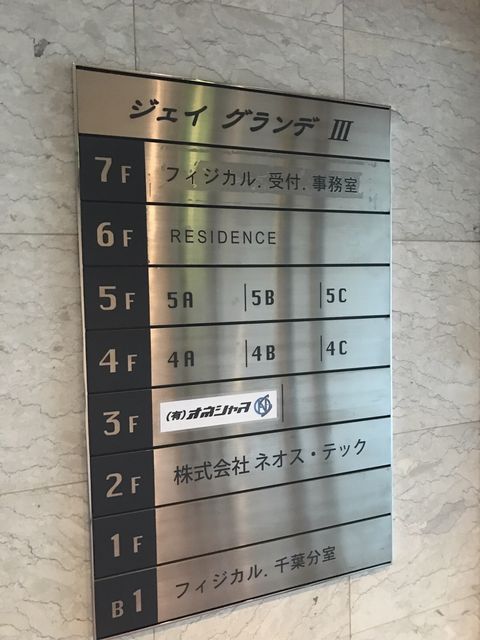 ジェイ グランデ III
7F フィジカル. 受付. 事務室
6F RESIDENCE
5F 5A 5B 5C
4F 4A 4B 4C
3F (有)オネシャス
2F 株式会社 ネオス・テック
1F
B1 フィジカル. 千葉分室